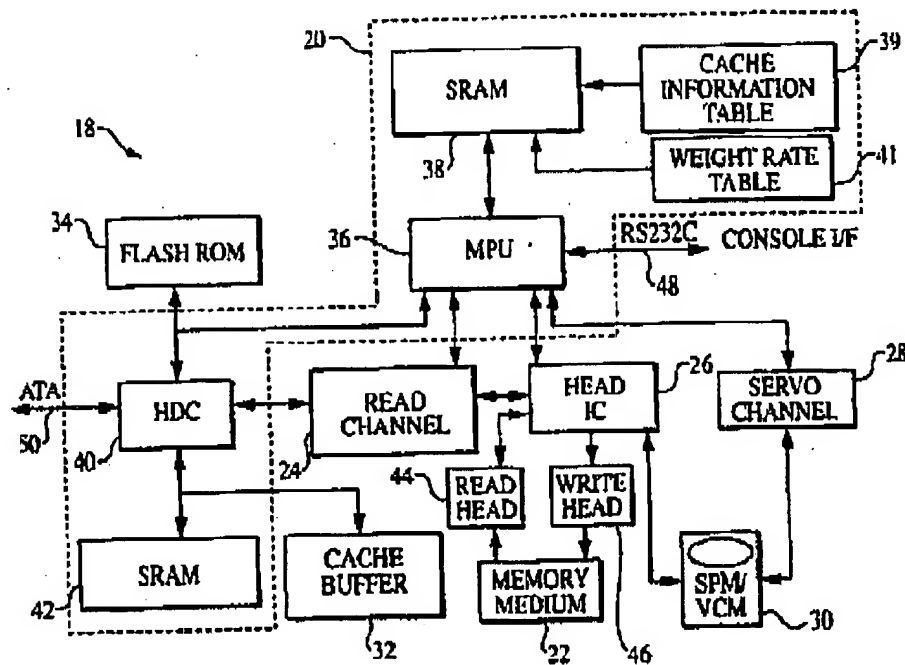 20
39
SRAM
CACHE
INFORMATION
TABLE
18
38
WEIGHT RATE
TABLE
41
34
36
RS232C
CONSOLE I/F
FLASH ROM
MPU
48
26
28
ATA
HDC
READ
CHANNEL
HEAD
IC
SERVO
CHANNEL
50
40
24
44
READ
HEAD
WRITE
HEAD
SRAM
CACHE
BUFFER
MEMORY
MEDIUM
SPM/
VCM
42
32
22
46
30